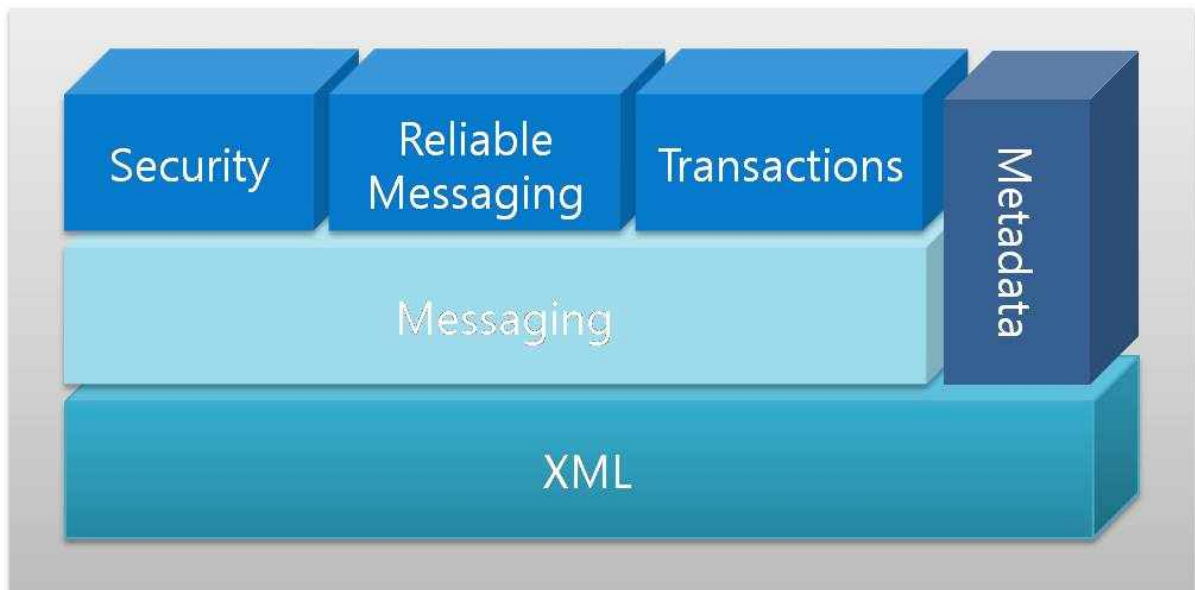 Security
Reliable
Messaging
Transactions
Metadata
Messaging
XML